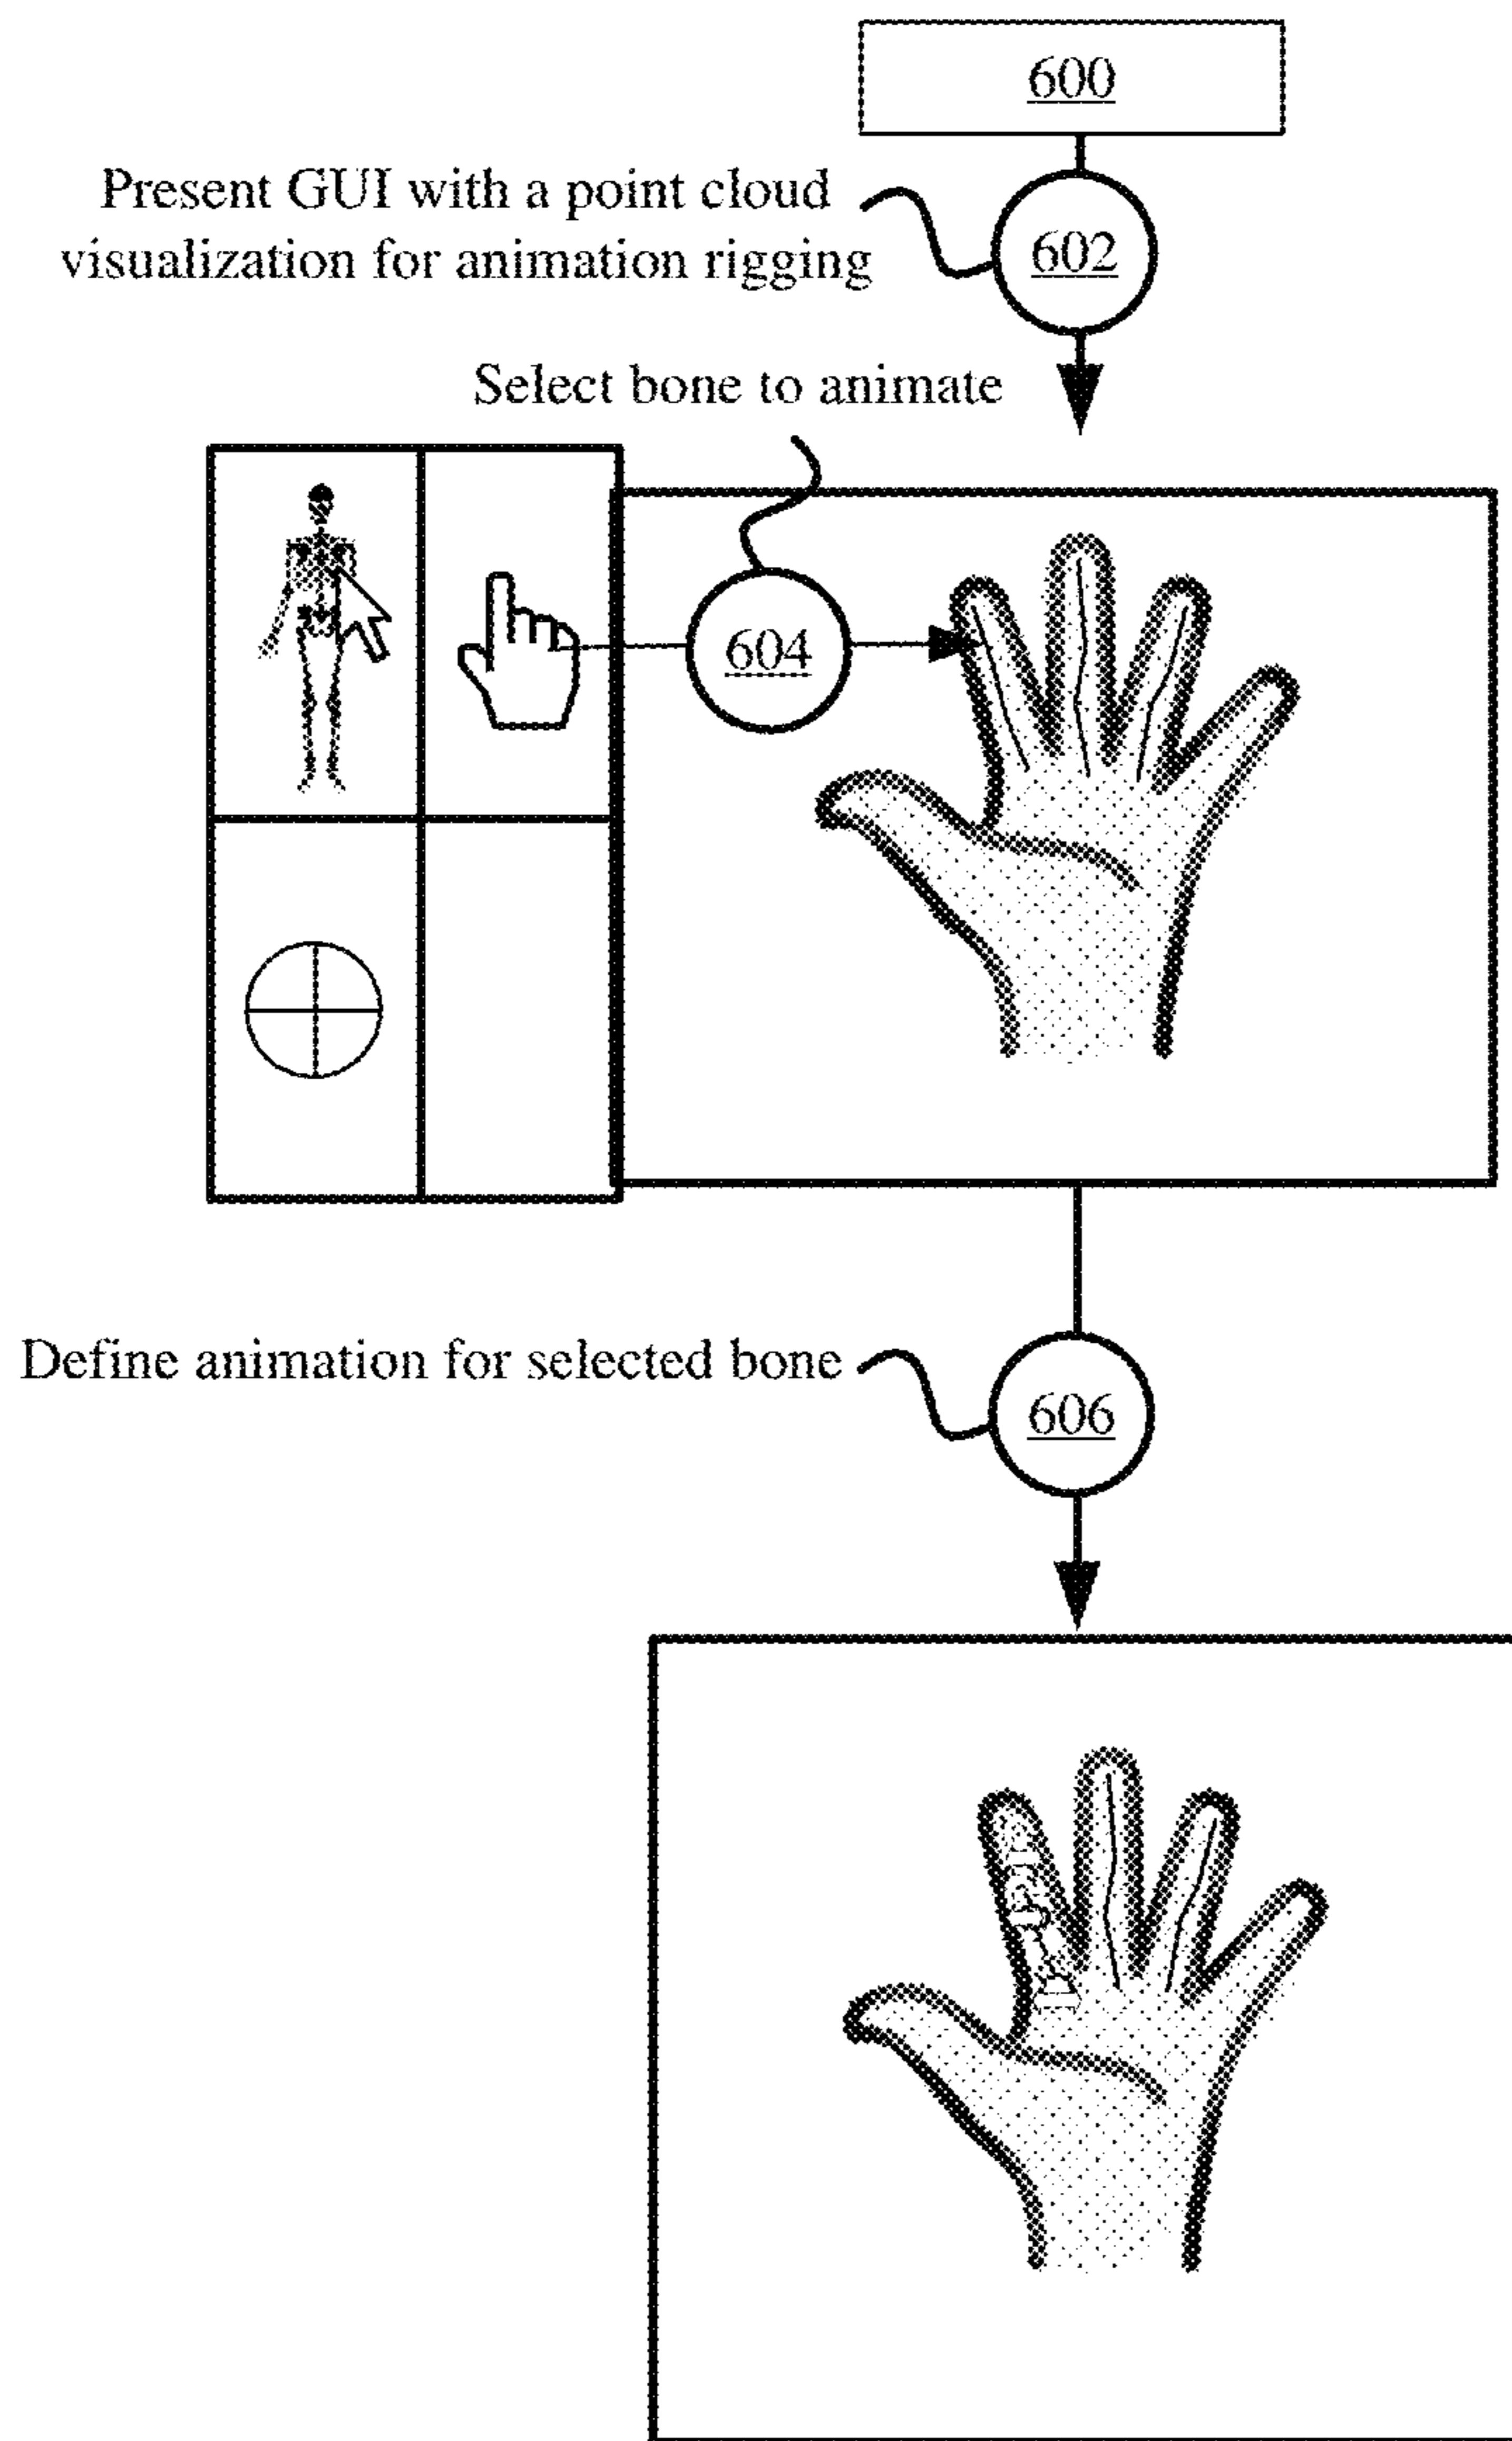 600
Present GUI with a point cloud
visualization for animation rigging
602
Select bone to animate
604
Define animation for selected bone
606